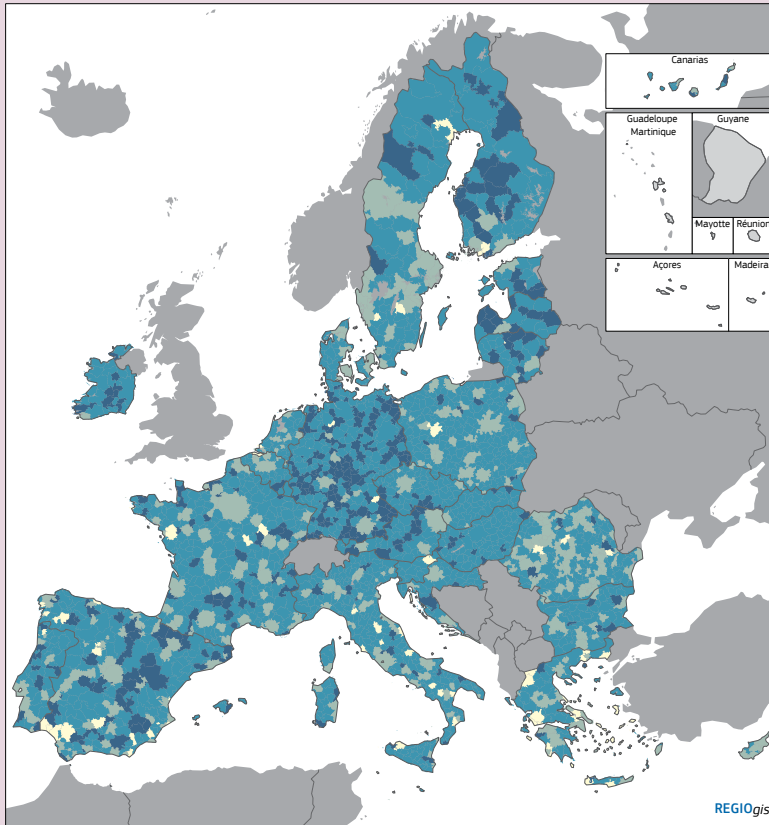 Canarias
Guadeloupe
Martinique
Guyane
Mayotte
Réunion
Açores
Madeira
REGIOgis